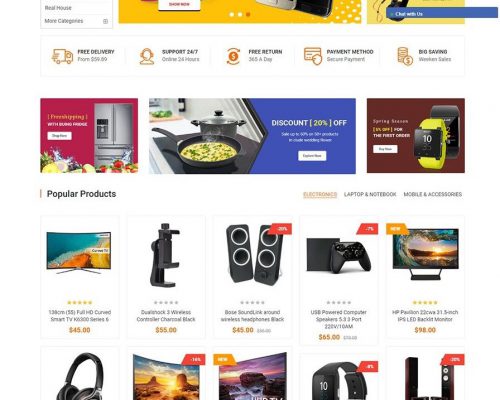 Real House
More Categories
SHOW NOW
Chat with Us
FREE DELIVERY
From $59.89
SUPPORT 24/7
Online 24 Hours
FREE RETURN
365 A Day
PAYMENT METHOD
Secure Payment
BIG SAVING
Weeken Sales
[ Freeshipping ]
WITH BUING FRIDGE
Shop Now
DISCOUNT [ 20% ] OFF
Sale up to 60% on 50+ products
to clude wedding flower
Explore Now
Spring Season
[ 5% OFF ] FOR
THE FIRST ORDER
Buy Now
Popular Products
ELECTRONICS
LAPTOP & NOTEBOOK
MOBILE & ACCESSORIES
-20%
-7%
NEW
138cm (55) Full HD Curved
Smart TV K6300 Series 6
$45.00
Dualshock 3 Wireless
Controller Charcoal Black
$55.00
Bose SoundLink around
wireless headphones Black
$45.00
USB Powered Computer
Speakers 5.3 3 Port
220V/10AM
$65.00 $70.00
HP Pavilion 22cwa 31.5-inch
IPS LED Backlit Monitor
$98.00
-16%
NEW
-8%
-20%